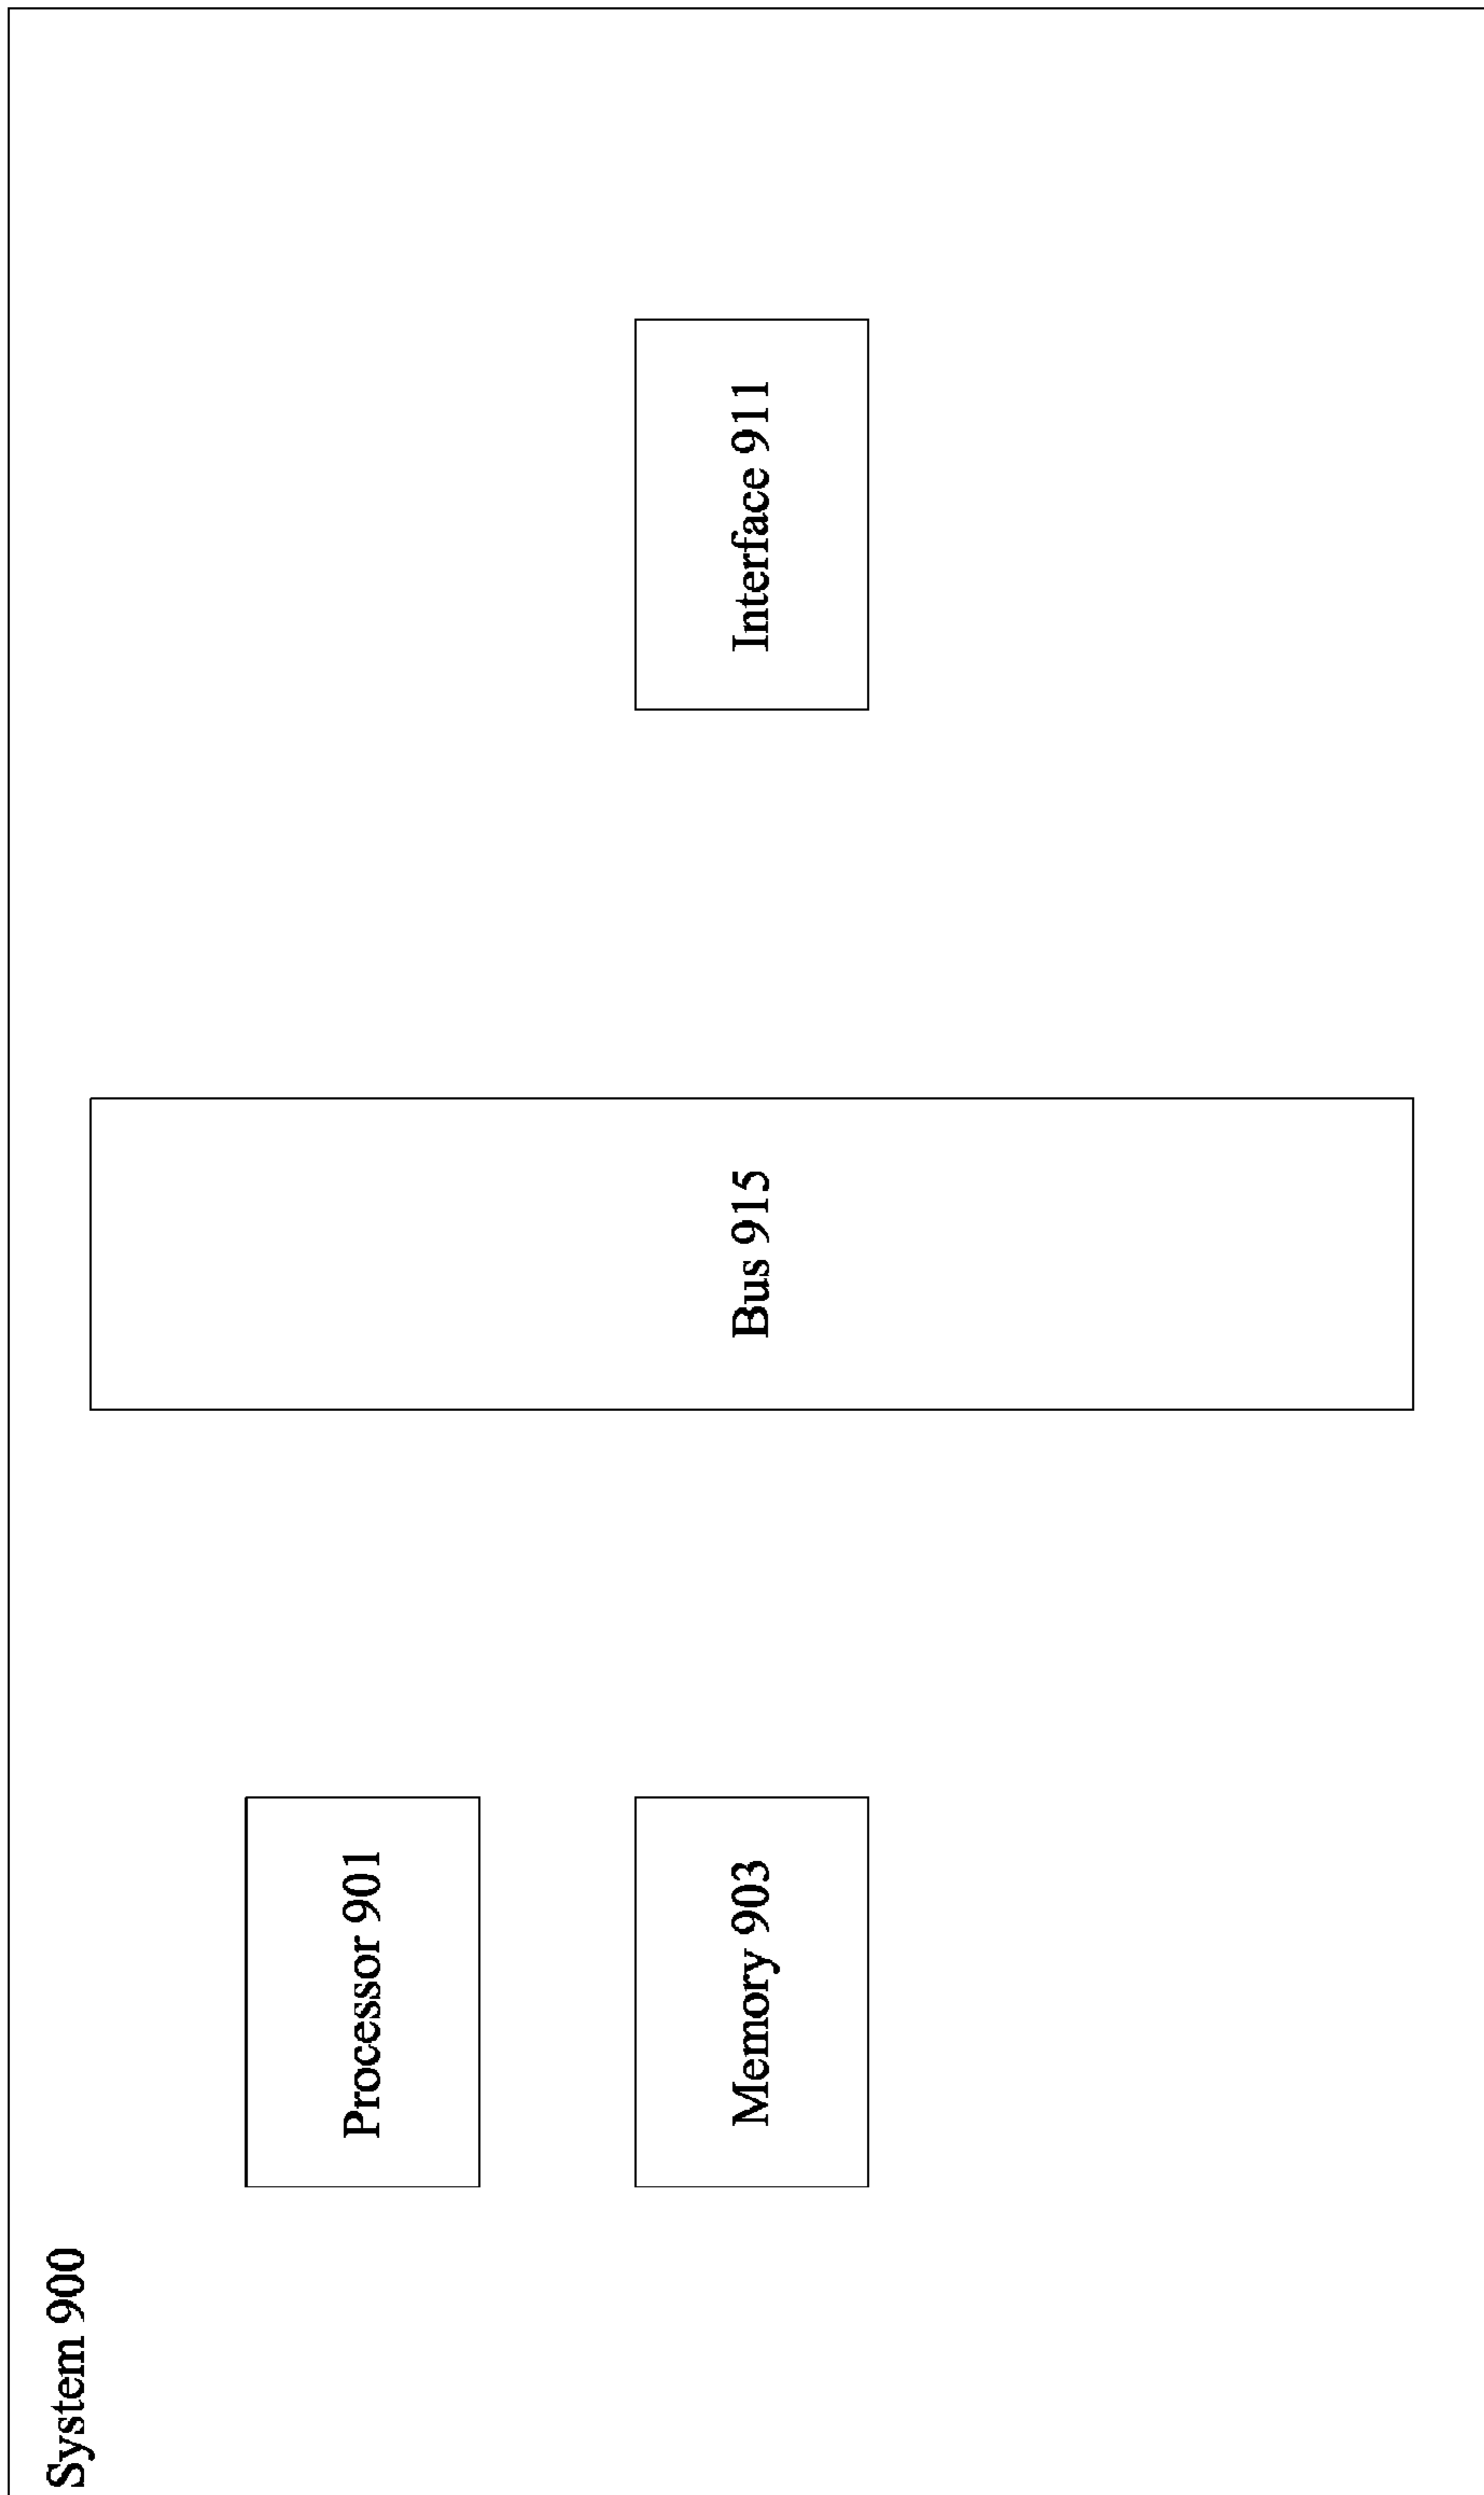 System 900
Processor 901
Memory 903
Bus 915
Interface 911